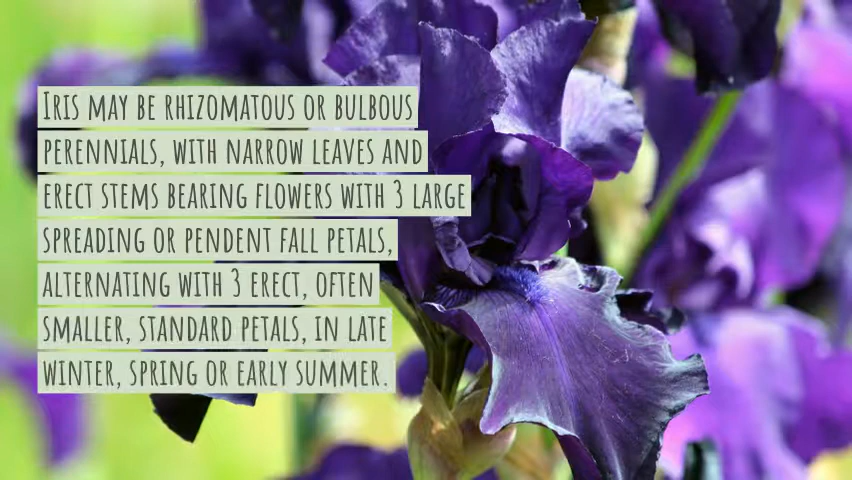 Iris may be rhizomatous or bulbous
perennials, with narrow leaves and
erect stems bearing flowers with 3 large
spreading or pendent fall petals,
alternating with 3 erect, often
smaller, standard petals, in late
winter, spring or early summer.